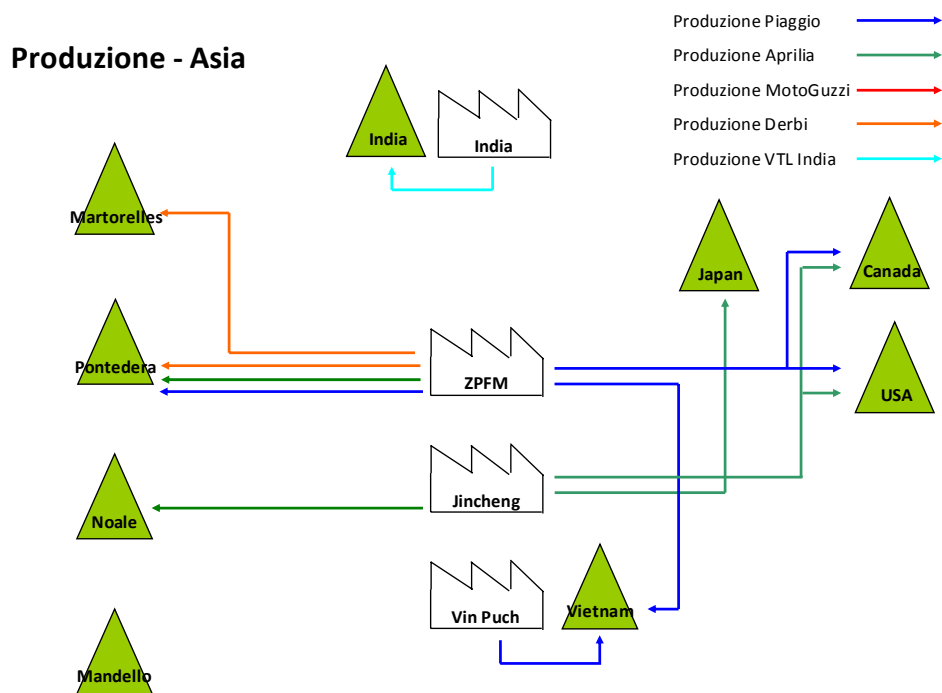 Produzione - Asia
Produzione Piaggio
Produzione Aprilia
Produzione MotoGuzzi
Produzione Derbi
Produzione VTL India
India
India
Martorelles
Japan
Canada
Pontedera
ZPFM
USA
Noale
Jincheng
Vin Puch
Vietnam
Mandello